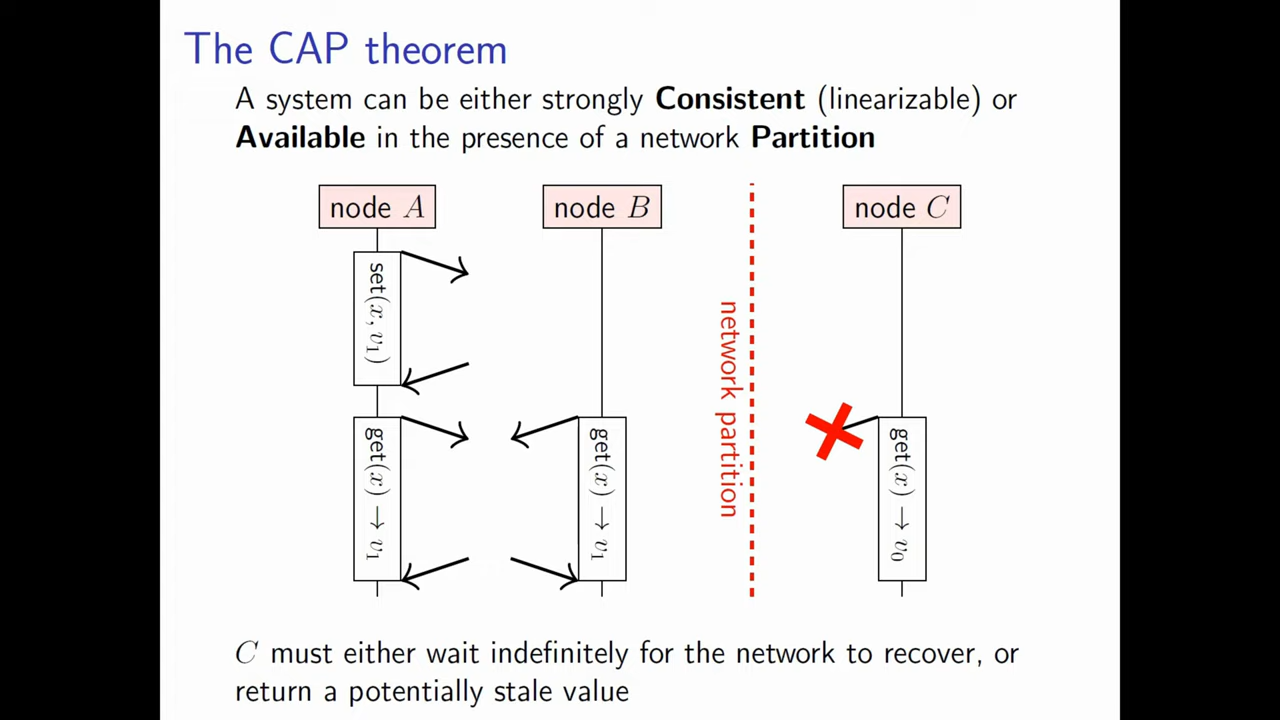 The CAP theorem
A system can be either strongly Consistent (linearizable) or
Available in the presence of a network Partition
node A
node B
node C
set(x, v₁)
network partition
get(x) → v₁
get(x) → v₁
get(x) → v₀
C must either wait indefinitely for the network to recover, or
return a potentially stale value